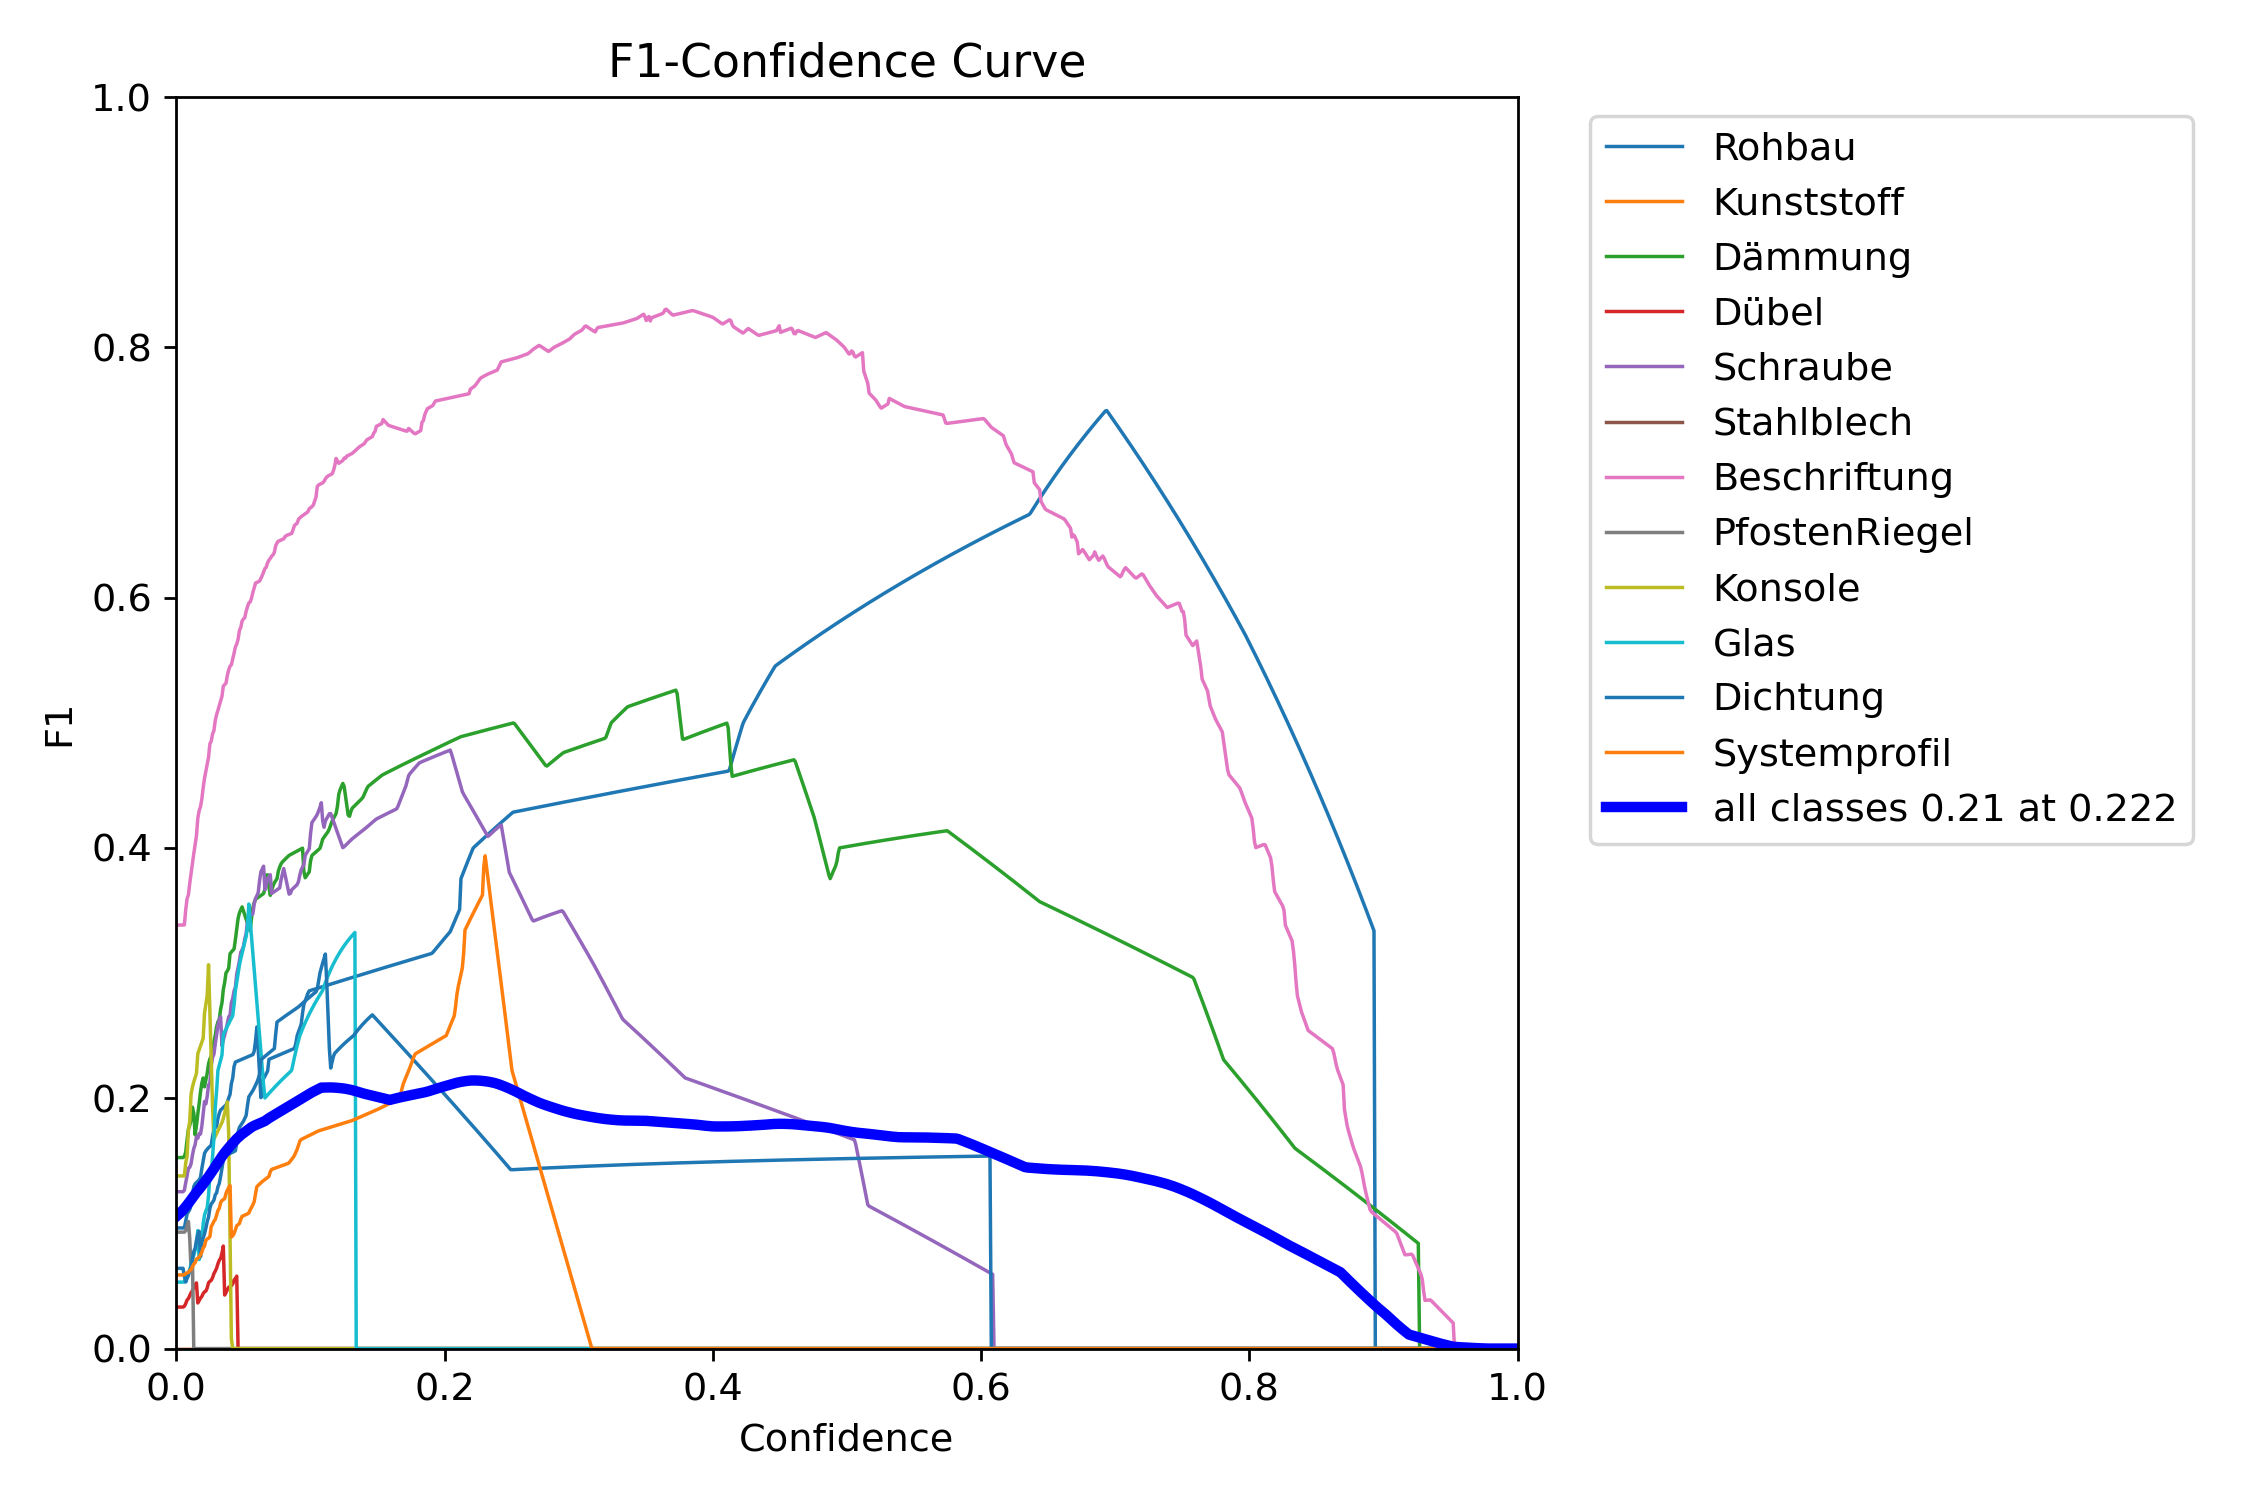 F1-Confidence Curve
1.0
0.8
0.6
0.4
0.2
0.0
F1
0.0 0.2 0.4 0.6 0.8 1.0
Confidence
Rohbau
Kunststoff
Dämmung
Dübel
Schraube
Stahlblech
Beschriftung
PfostenRiegel
Konsole
Glas
Dichtung
Systemprofil
all classes 0.21 at 0.222